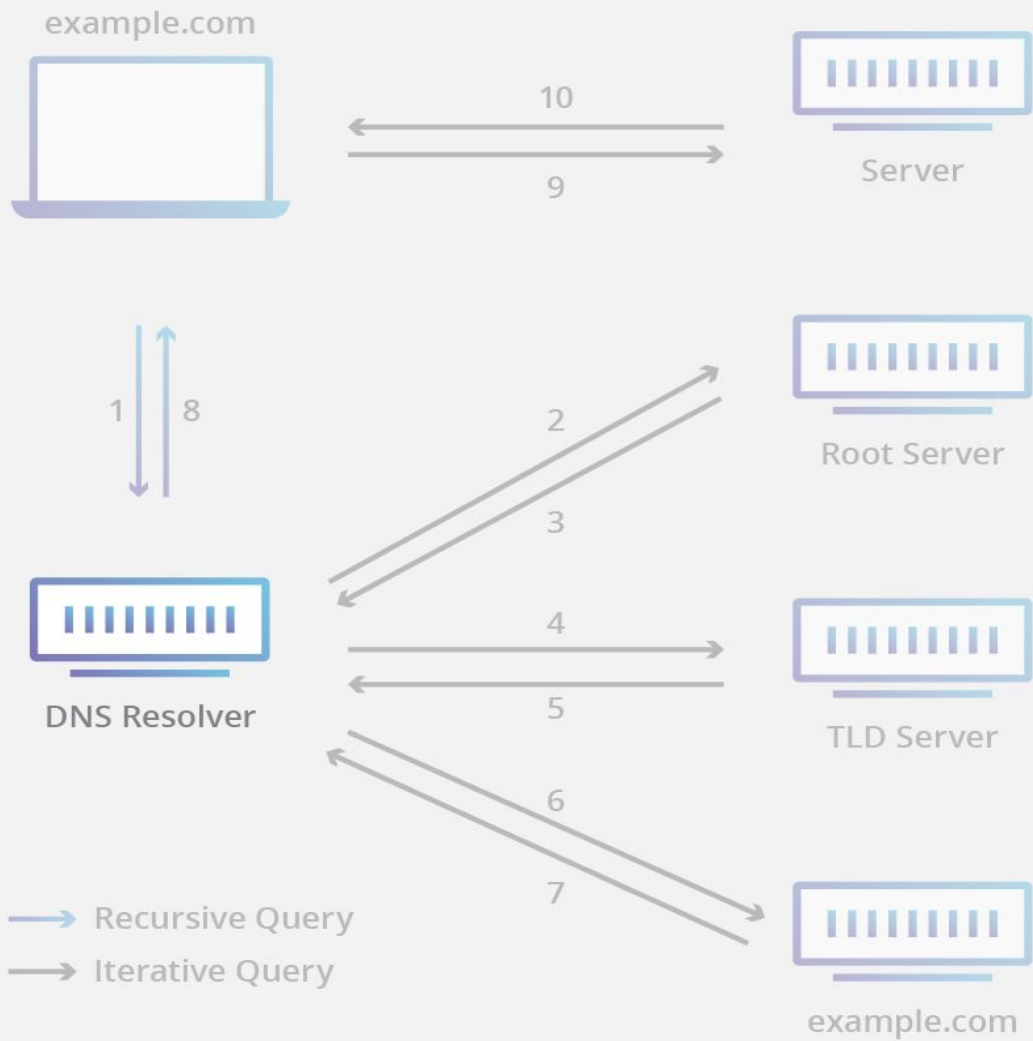 example.com
10
9
Server
1
8
2
3
Root Server
DNS Resolver
4
5
TLD Server
6
7
Recursive Query
Iterative Query
example.com